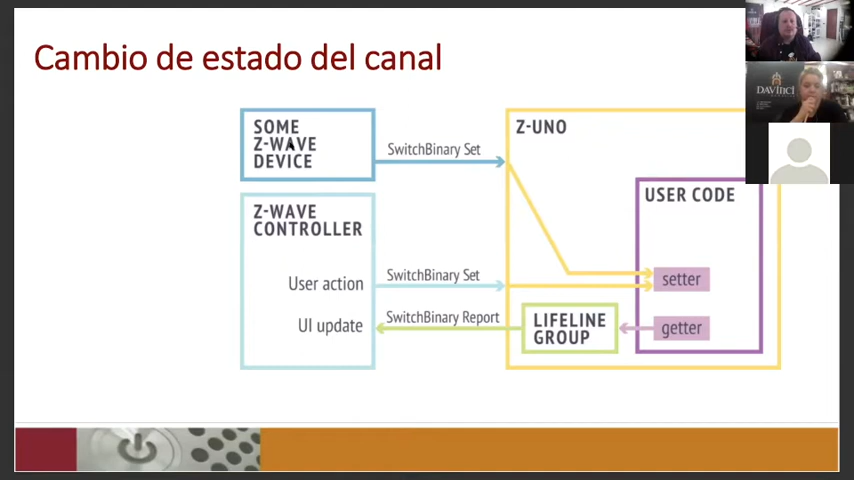 Cambio de estado del canal
SOME
Z-WAVE
DEVICE
SwitchBinary Set
Z-UNO
USER CODE
Z-WAVE
CONTROLLER
User action
SwitchBinary Set
setter
UI update
SwitchBinary Report
LIFELINE
GROUP
getter
DAVINCI